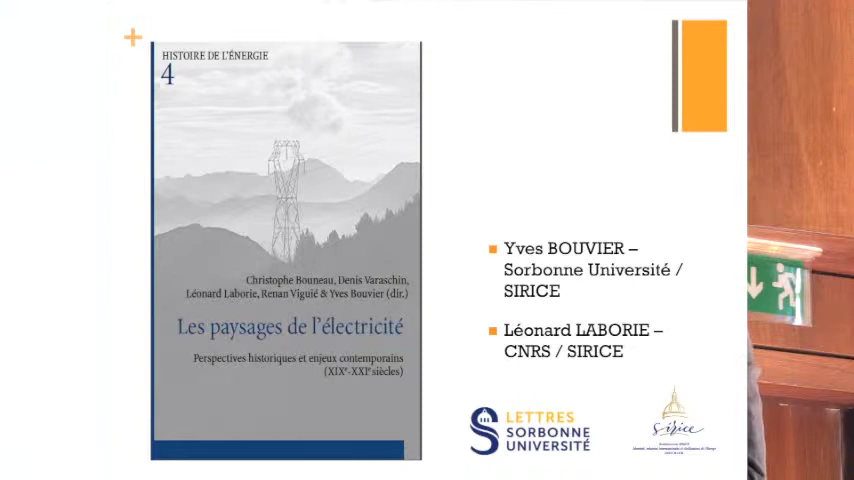 HISTOIRE DE L'ÉNERGIE
4
Christophe Bouneau, Denis Varaschin,
Léonard Laborie, Renan Viguié & Yves Bouvier (dir.)
Les paysages de l'électricité
Perspectives historiques et enjeux contemporains
(XIXe-XXIe siècles)
Yves BOUVIER –
Sorbonne Université /
SIRICE
Léonard LABORIE –
CNRS / SIRICE
LETTRES
SORBONNE
UNIVERSITÉ
sirice